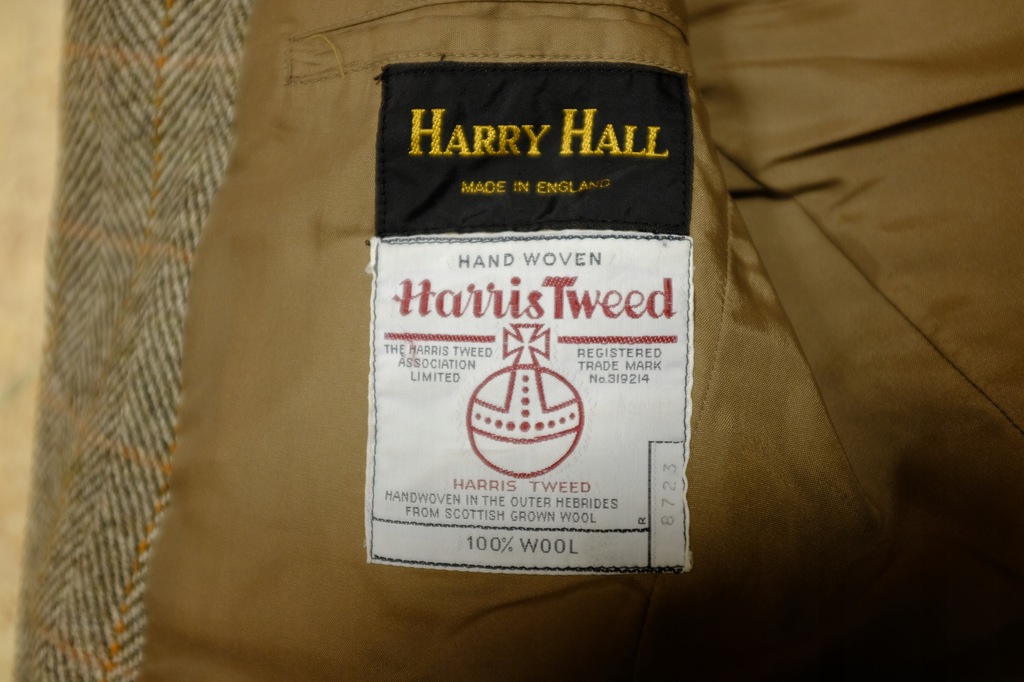 HARRY HALL
MADE IN ENGLAND
HAND WOVEN
Harris Tweed
THE HARRIS TWEED
ASSOCIATION
LIMITED
REGISTERED
TRADE MARK
No.319214
HARRIS TWEED
HANDWOVEN IN THE OUTER HEBRIDES
FROM SCOTTISH GROWN WOOL
100% WOOL
R
8723